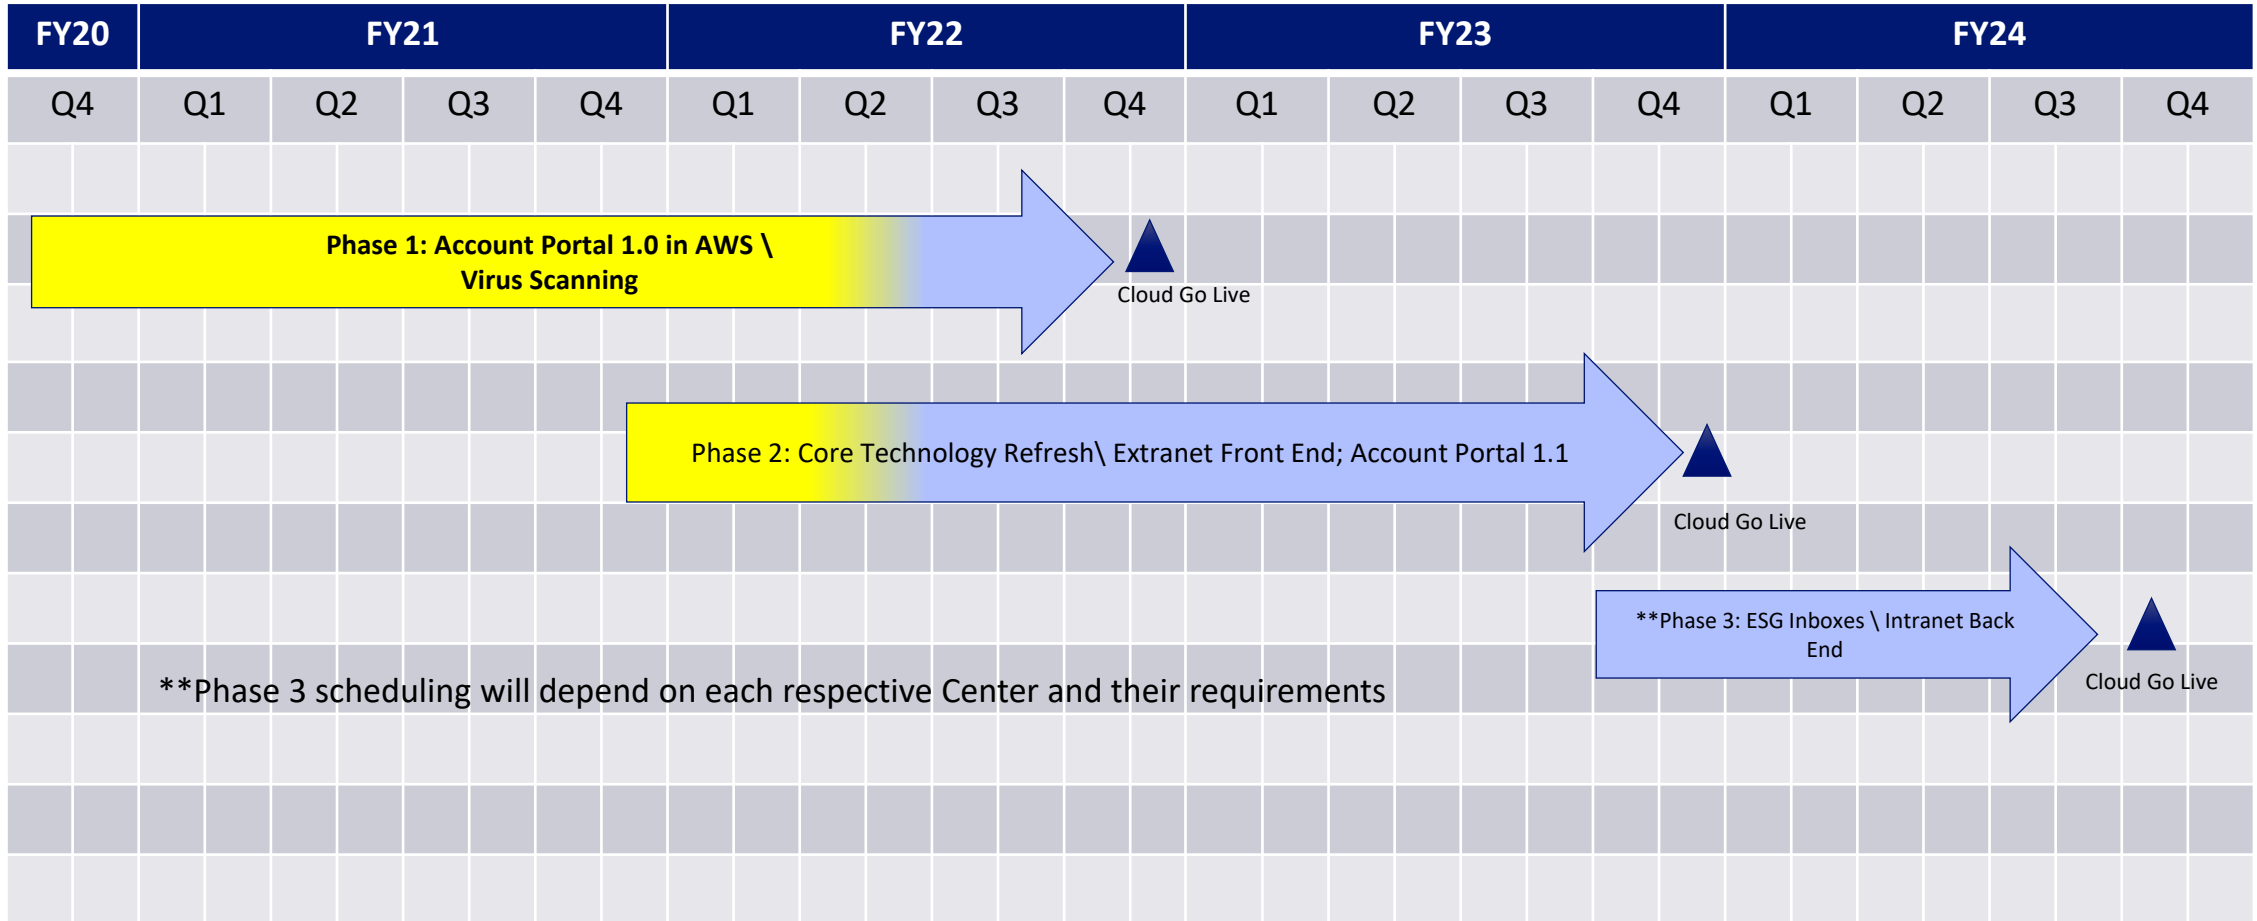 FY20 FY21 FY22 FY23 FY24
Q4 Q1 Q2 Q3 Q4 Q1 Q2 Q3 Q4 Q1 Q2 Q3 Q4 Q1 Q2 Q3 Q4
Phase 1: Account Portal 1.0 in AWS \
Virus Scanning
Cloud Go Live
Phase 2: Core Technology Refresh\ Extranet Front End; Account Portal 1.1
Cloud Go Live
**Phase 3: ESG Inboxes \ Intranet Back
End
Cloud Go Live
**Phase 3 scheduling will depend on each respective Center and their requirements